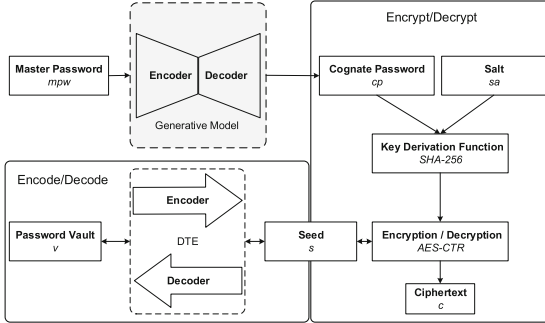 Encrypt/Decrypt
Master Password
mpw
Encoder
Decoder
Generative Model
Cognate Password
cp
Salt
sa
Key Derivation Function
SHA-256
Encode/Decode
Encoder
DTE
Decoder
Password Vault
v
Seed
s
Encryption / Decryption
AES-CTR
Ciphertext
c